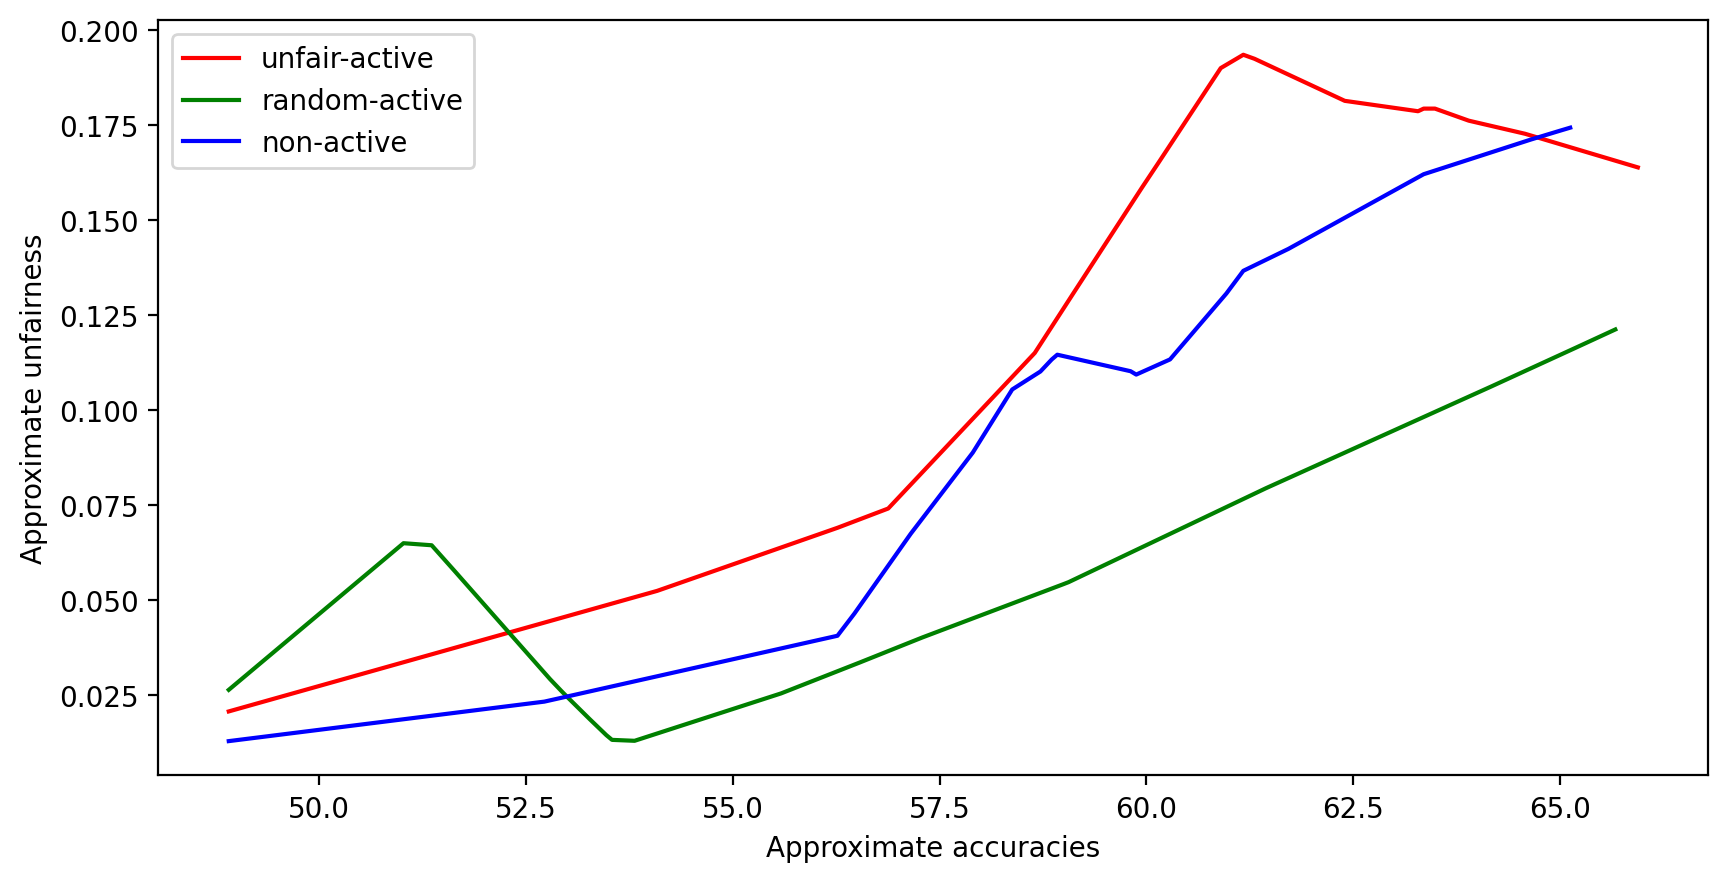 unfair-active
random-active
non-active
Approximate unfairness
0.200
0.175
0.150
0.125
0.100
0.075
0.050
0.025
50.0 52.5 55.0 57.5 60.0 62.5 65.0
Approximate accuracies